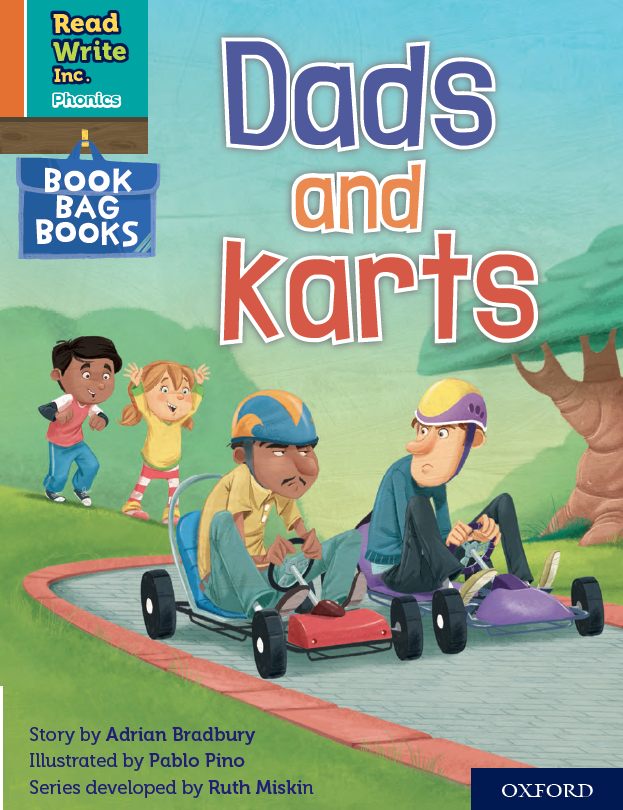 Read
Write
Inc.
Phonics
BOOK
BAG
BOOKS
Dads
and
karts
Story by Adrian Bradbury
Illustrated by Pablo Pino
Series developed by Ruth Miskin
OXFORD